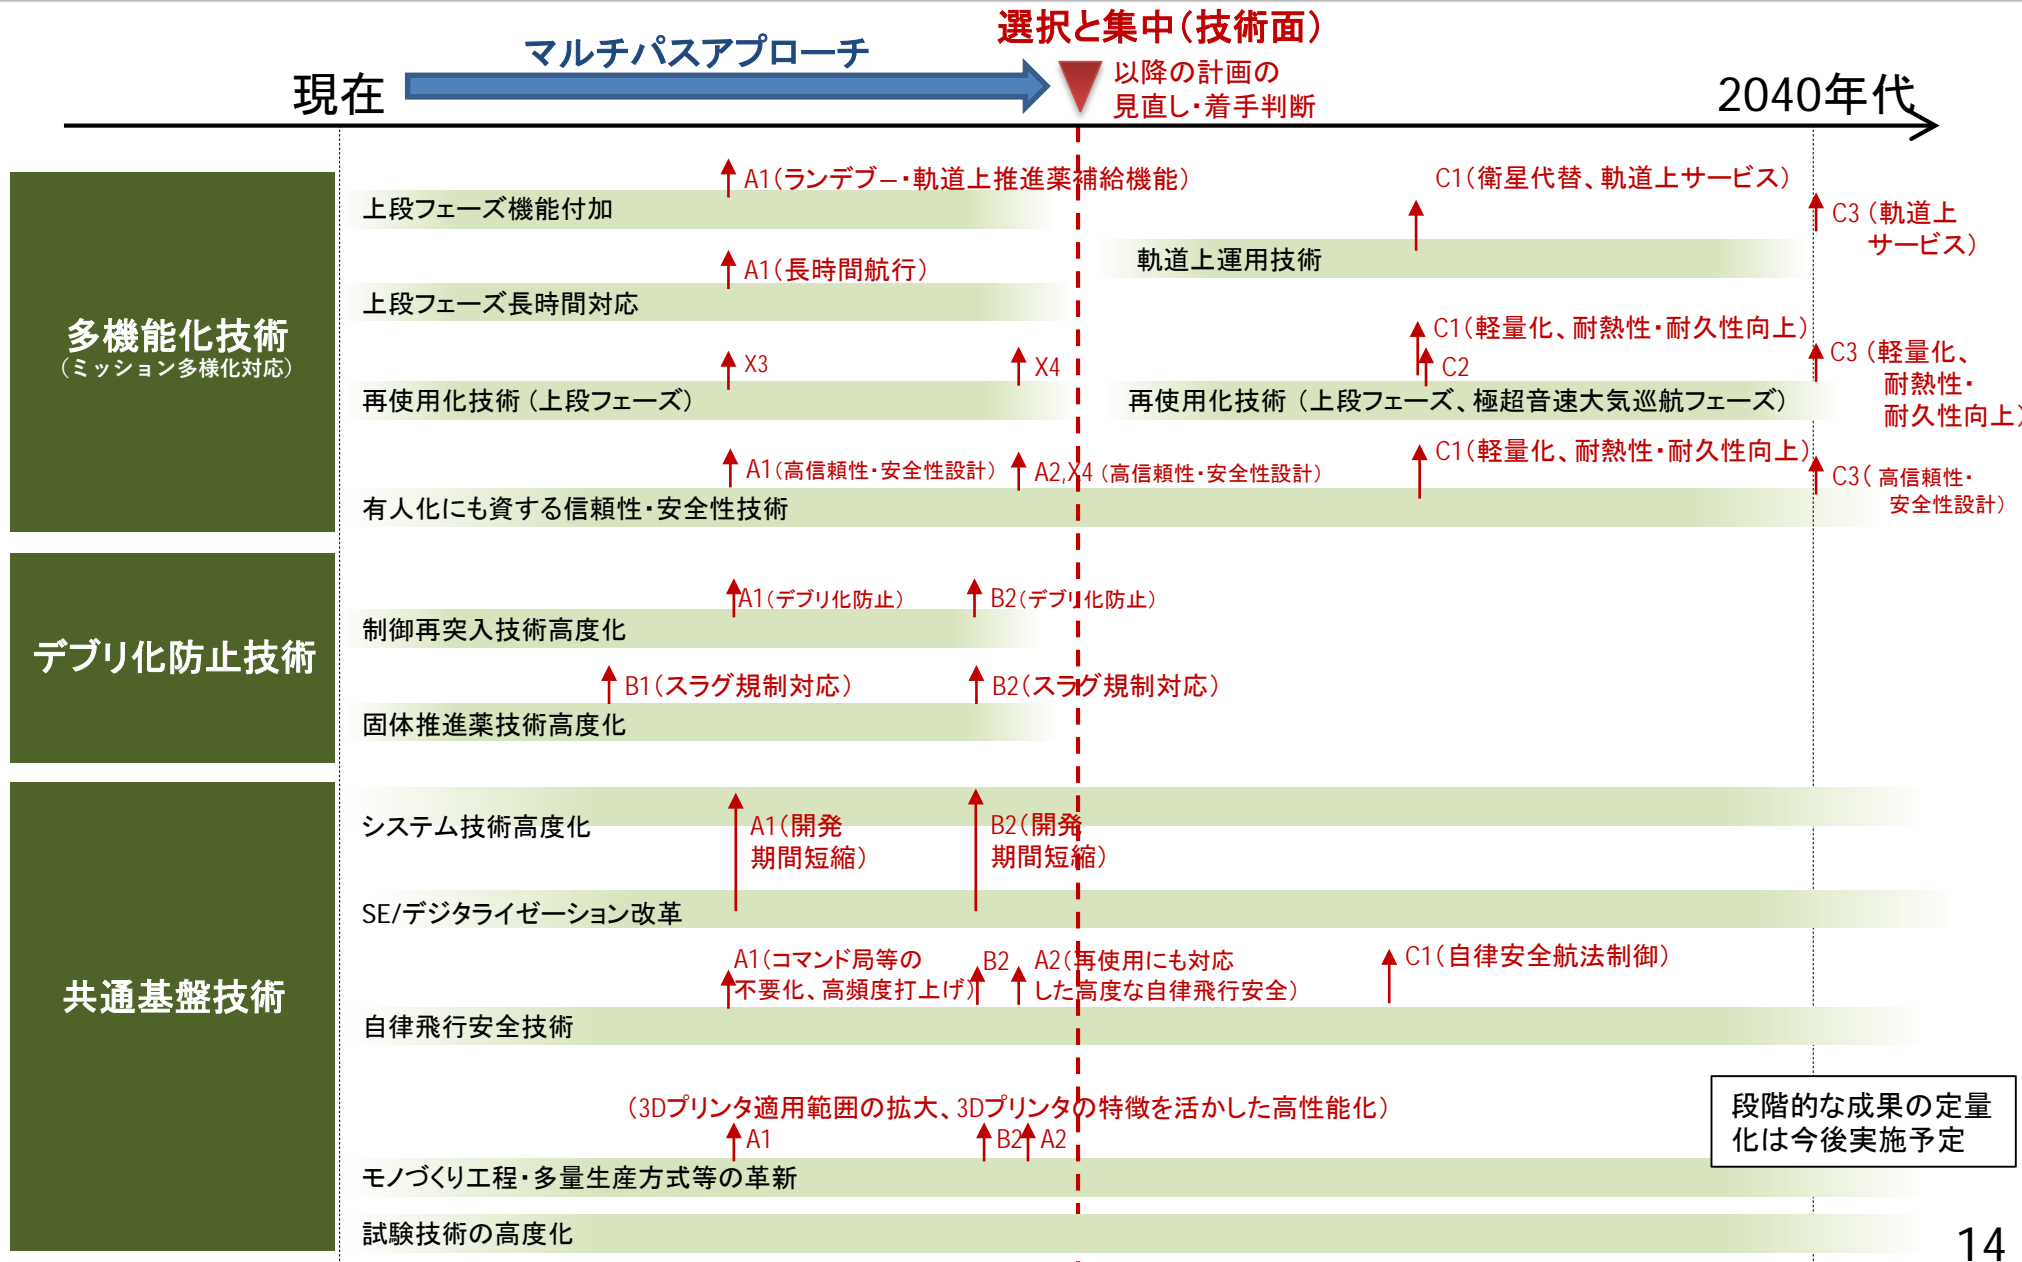 選択と集中（技術面）
マルチパスアプローチ
以降の計画の
見直し・着手判断
現在
2040年代
多機能化技術
（ミッション多様化対応）
A1（ランデブー・軌道上推進薬補給機能）
上段フェーズ機能付加
C1（衛星代替、軌道上サービス）
C3（軌道上
サービス）
軌道上運用技術
A1（長時間航行）
上段フェーズ長時間対応
X3
X4
再使用化技術（上段フェーズ）
C1（軽量化、耐熱性・耐久性向上）
C2
C3（軽量化、
耐熱性・
耐久性向上）
再使用化技術（上段フェーズ、極超音速大気巡航フェーズ）
A1（高信頼性・安全性設計）
A2,X4（高信頼性・安全性設計）
C1（軽量化、耐熱性・耐久性向上）
C3（高信頼性・
安全性設計）
有人化にも資する信頼性・安全性技術
デブリ化防止技術
A1（デブリ化防止）
B2（デブリ化防止）
制御再突入技術高度化
B1（スラグ規制対応）
B2（スラグ規制対応）
固体推進薬技術高度化
共通基盤技術
システム技術高度化
A1（開発
期間短縮）
B2（開発
期間短縮）
SE/デジタライゼーション改革
A1（コマンド局等の
不要化、高頻度打上げ）
B2
A2（再使用にも対応
した高度な自律飛行安全）
C1（自律安全航法制御）
自律飛行安全技術
（3Dプリンタ適用範囲の拡大、3Dプリンタの特徴を活かした高性能化）
A1
B2
A2
モノづくり工程・多量生産方式等の革新
試験技術の高度化
段階的な成果の定量
化は今後実施予定
14